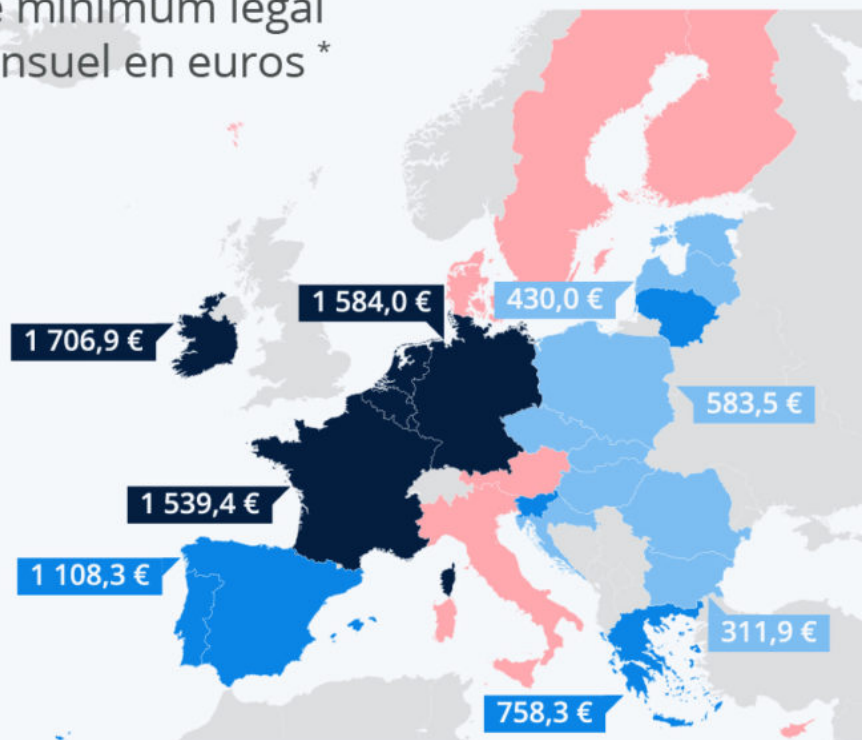 minimum legal
nsuel en euros *
1 584,0 €
430,0 €
1 706,9 €
583,5 €
1 539,4 €
1 108,3 €
311,9 €
758,3 €